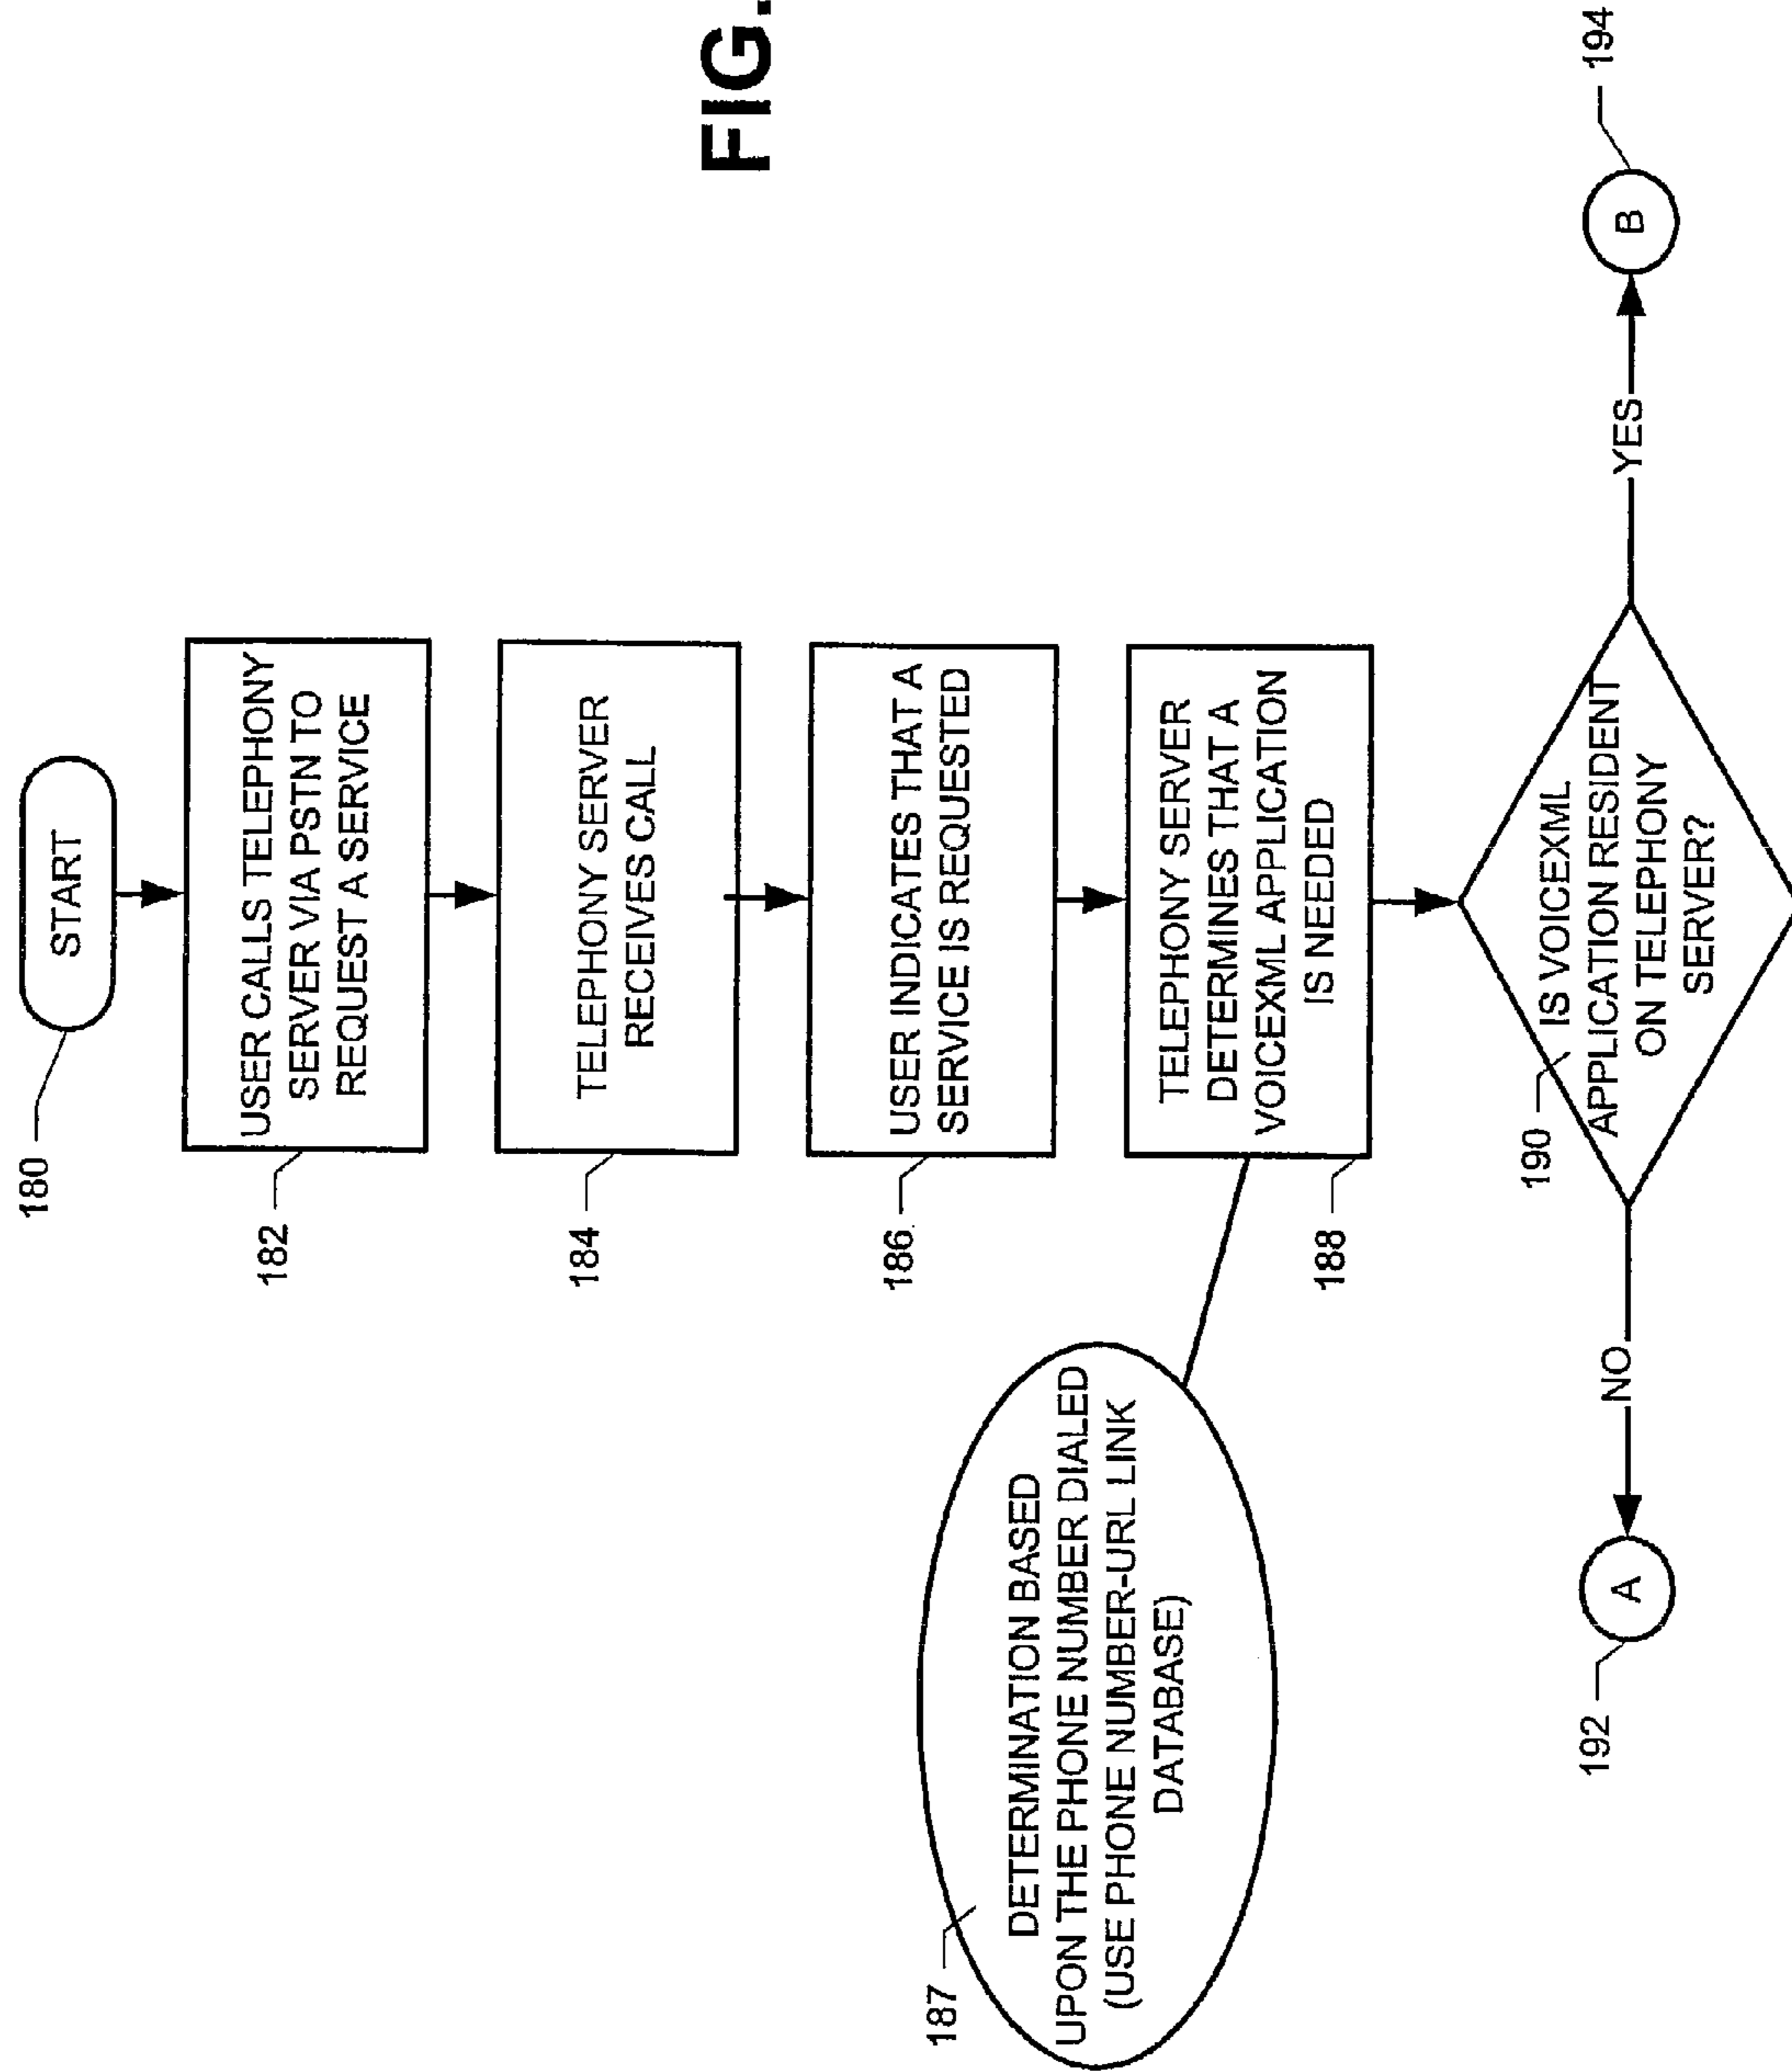 180
START
182
USER CALLS TELEPHONY
SERVER VIA PSTN TO
REQUEST A SERVICE
184
TELEPHONY SERVER
RECEIVES CALL
186
USER INDICATES THAT A
SERVICE IS REQUESTED
187
DETERMINATION BASED
UPON THE PHONE NUMBER DIALED
(USE PHONE NUMBER-URL LINK
DATABASE)
188
TELEPHONY SERVER
DETERMINES THAT A
VOICEXML APPLICATION
IS NEEDED
190
IS VOICEXML
APPLICATION RESIDENT
ON TELEPHONY
SERVER?
192
A
NO
YES
B
194
FIG.